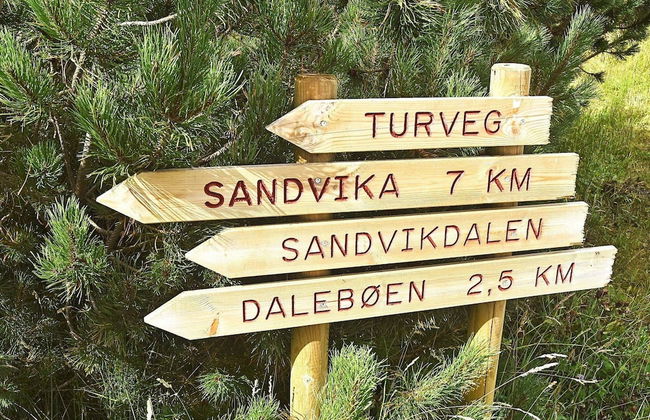 TURVEG
SANDVIKA 7 KM
SANDVIKDALEN
DALEBØEN 2,5 KM